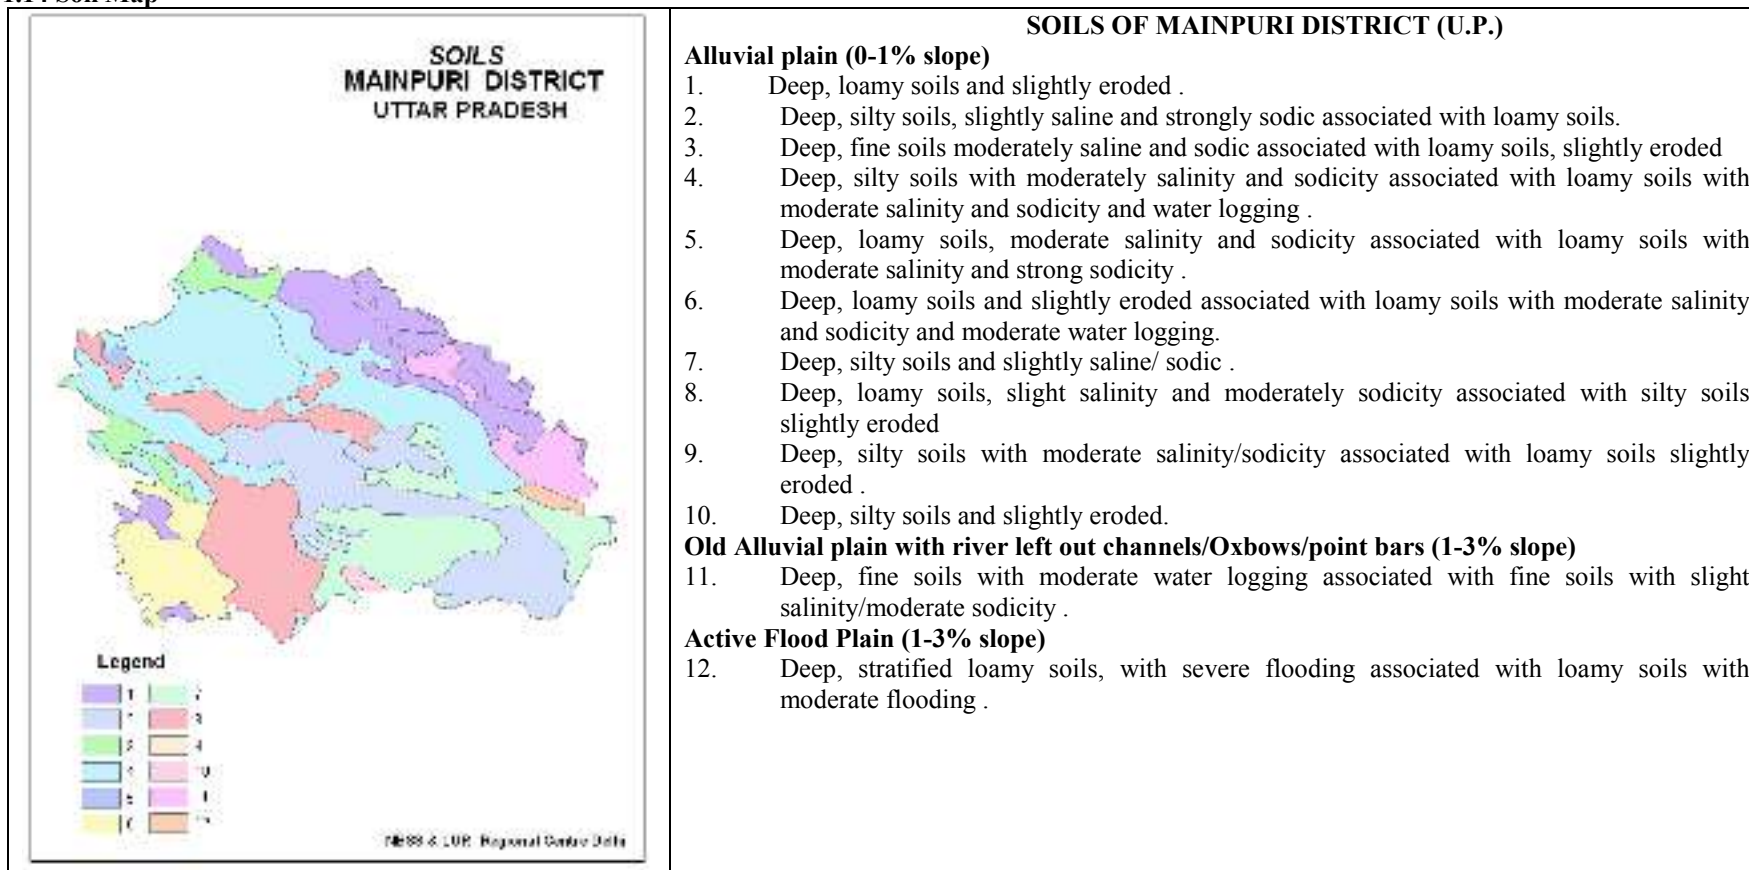 SOILS
MAINPURI DISTRICT
UTTAR PRADESH
Legend
1
4
5
NBSS & LUP Regional Centre Delhi
SOILS OF MAINPURI DISTRICT (U.P.)
Alluvial plain (0-1% slope)
1. Deep, loamy soils and slightly eroded .
2. Deep, silty soils, slightly saline and strongly sodic associated with loamy soils.
3. Deep, fine soils moderately saline and sodic associated with loamy soils, slightly eroded
4. Deep, silty soils with moderately salinity and sodicity associated with loamy soils with
moderate salinity and sodicity and water logging .
5. Deep, loamy soils, moderate salinity and sodicity associated with loamy soils with
moderate salinity and strong sodicity .
6. Deep, loamy soils and slightly eroded associated with loamy soils with moderate salinity
and sodicity and moderate water logging.
7. Deep, silty soils and slightly saline/ sodic .
8. Deep, loamy soils, slight salinity and moderately sodicity associated with silty soils
slightly eroded
9. Deep, silty soils with moderate salinity/sodicity associated with loamy soils slightly
eroded .
10. Deep, silty soils and slightly eroded.
Old Alluvial plain with river left out channels/Oxbows/point bars (1-3% slope)
11. Deep, fine soils with moderate water logging associated with fine soils with slight
salinity/moderate sodicity .
Active Flood Plain (1-3% slope)
12. Deep, stratified loamy soils, with severe flooding associated with loamy soils with
moderate flooding .